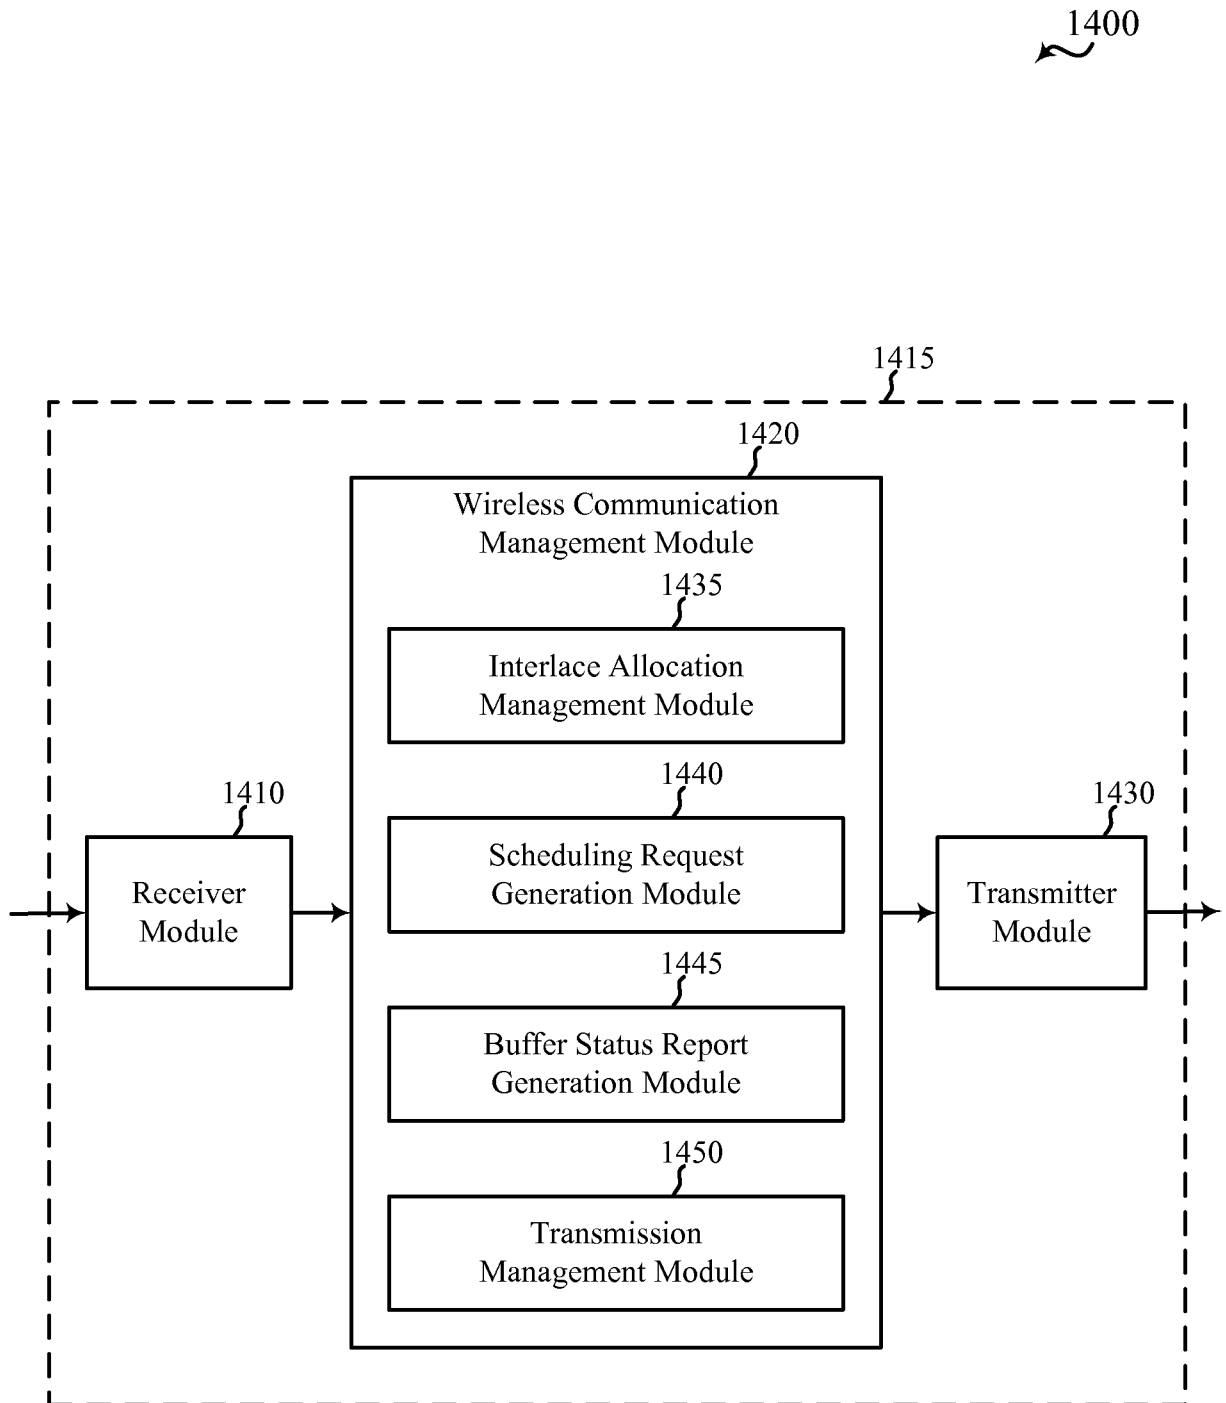 1400
1415
1420
Wireless Communication
Management Module
1435
Interlace Allocation
Management Module
1440
Scheduling Request
Generation Module
1410
Receiver
Module
1430
Transmitter
Module
1445
Buffer Status Report
Generation Module
1450
Transmission
Management Module